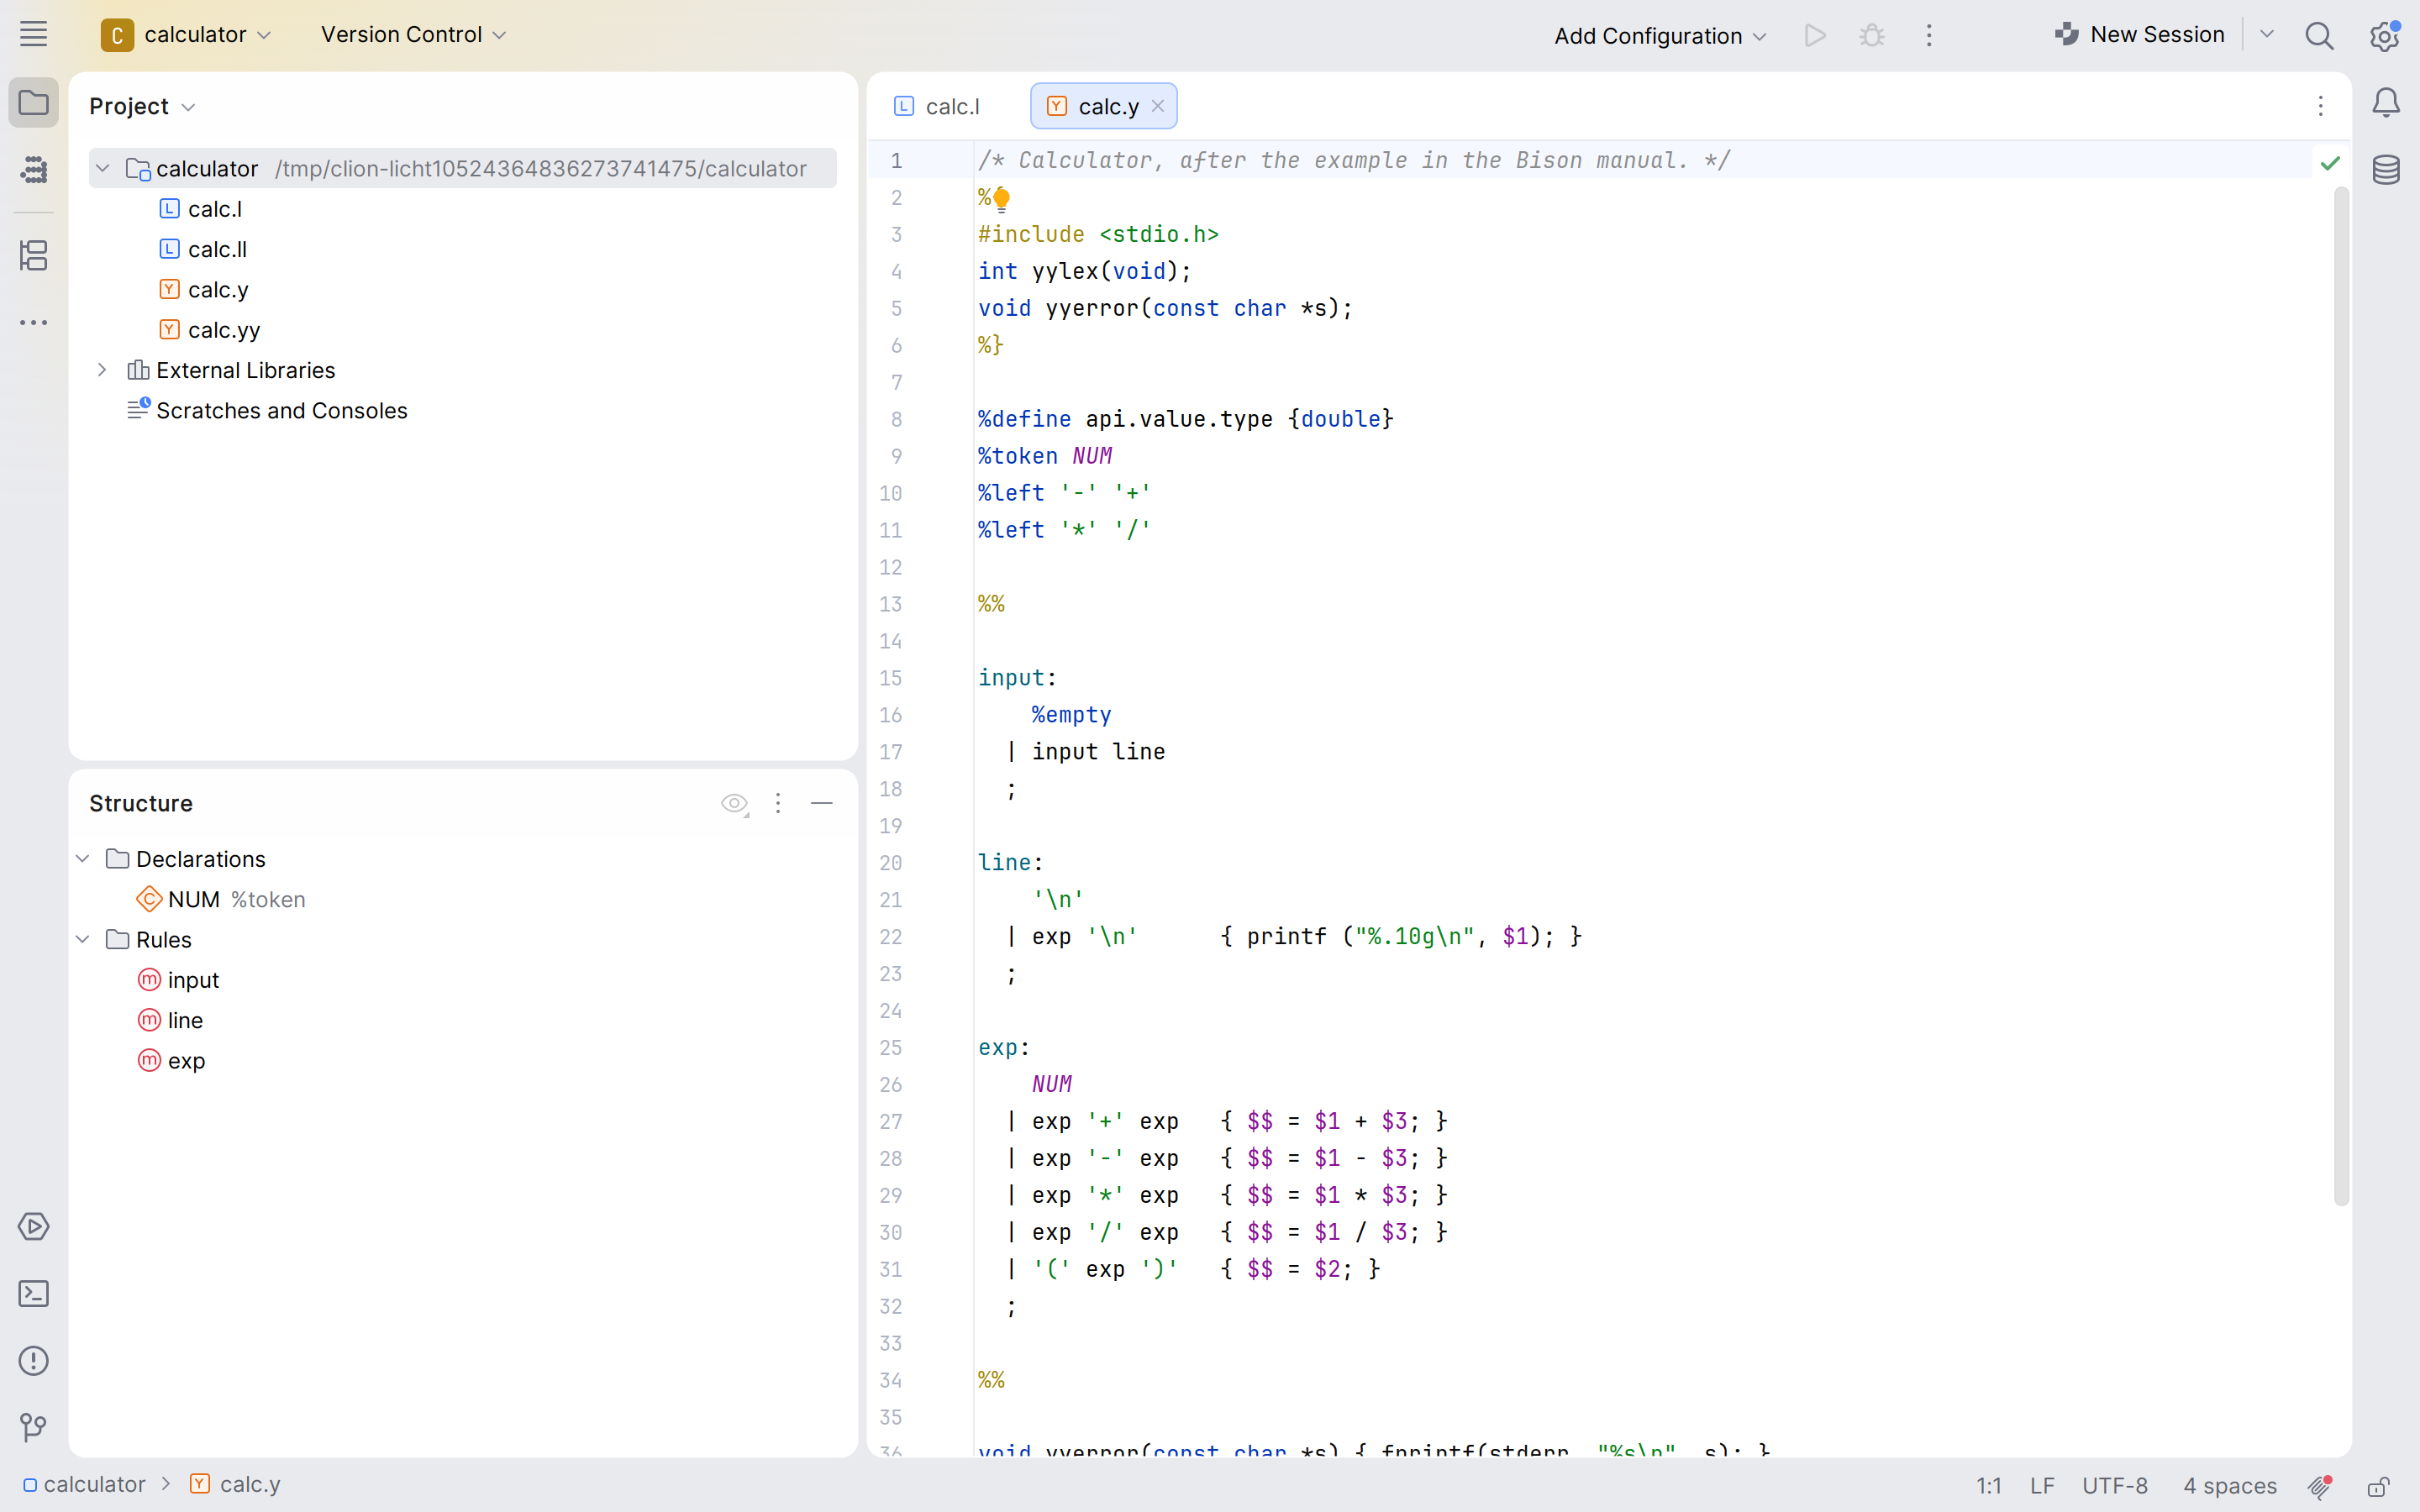 C calculator Version Control Add Configuration New Session
Project
calculator /tmp/clion-licht10524364836273741475/calculator
L calc.l
L calc.ll
Y calc.y
Y calc.yy
External Libraries
Scratches and Consoles
Structure
Declarations
C NUM %token
Rules
m input
m line
m exp
L calc.l Y calc.y
1 /* Calculator, after the example in the Bison manual. */
2 %
3 #include <stdio.h>
4 int yylex(void);
5 void yyerror(const char *s);
6 %}
7
8 %define api.value.type {double}
9 %token NUM
10 %left '-' '+'
11 %left '*' '/'
12
13 %%
14
15 input:
16 %empty
17 | input line
18 ;
19
20 line:
21 '\n'
22 | exp '\n' { printf ("%.10g\n", $1); }
23 ;
24
25 exp:
26 NUM
27 | exp '+' exp { $$ = $1 + $3; }
28 | exp '-' exp { $$ = $1 - $3; }
29 | exp '*' exp { $$ = $1 * $3; }
30 | exp '/' exp { $$ = $1 / $3; }
31 | '(' exp ')' { $$ = $2; }
32 ;
33
34 %%
35
36 void yyerror(const char *s) { fprintf(stderr, "%s\n", s); }
calculator > Y calc.y 1:1 LF UTF-8 4 spaces